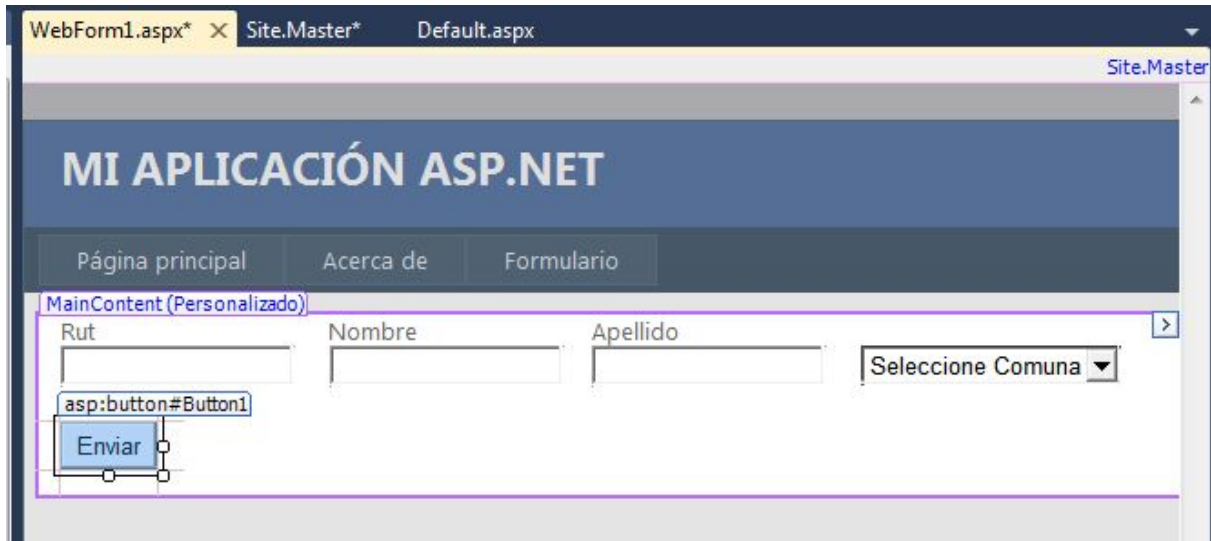 WebForm1.aspx* × Site.Master* Default.aspx
Site.Master
MI APLICACIÓN ASP.NET
Página principal Acerca de Formulario
MainContent (Personalizado)
Rut Nombre Apellido
Seleccione Comuna
asp:button#Button1
Enviar